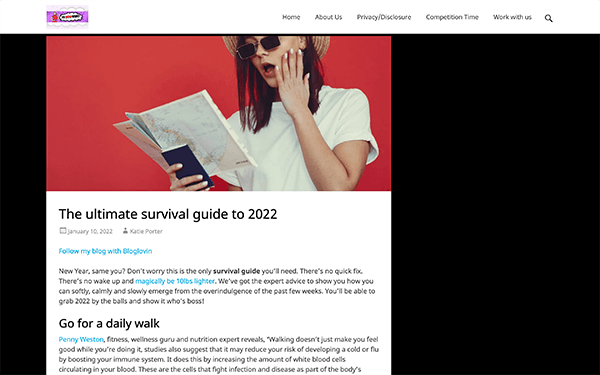 Home About Us Privacy/Disclosure Competition Time Work with us
The ultimate survival guide to 2022
January 10, 2022 Katie Porter
Follow my blog with Bloglovin
New Year, same you? Don't worry this is the only survival guide you'll need. There's no quick fix.
There's no wake up and magically be 10lbs lighter. We've got the expert advice to show you how you
can softly, calmly and slowly emerge from the overindulgence of the past few weeks. You'll be able to
grab 2022 by the balls and show it who's boss!
Go for a daily walk
Penny Weston, fitness, wellness guru and nutrition expert reveals, "Walking doesn't just make you feel
good while you're doing it, studies also suggest that it may reduce your risk of developing a cold or flu
by boosting your immune system. It does this by increasing the amount of white blood cells
circulating in your blood. These are the cells that fight infection and disease as part of the body's